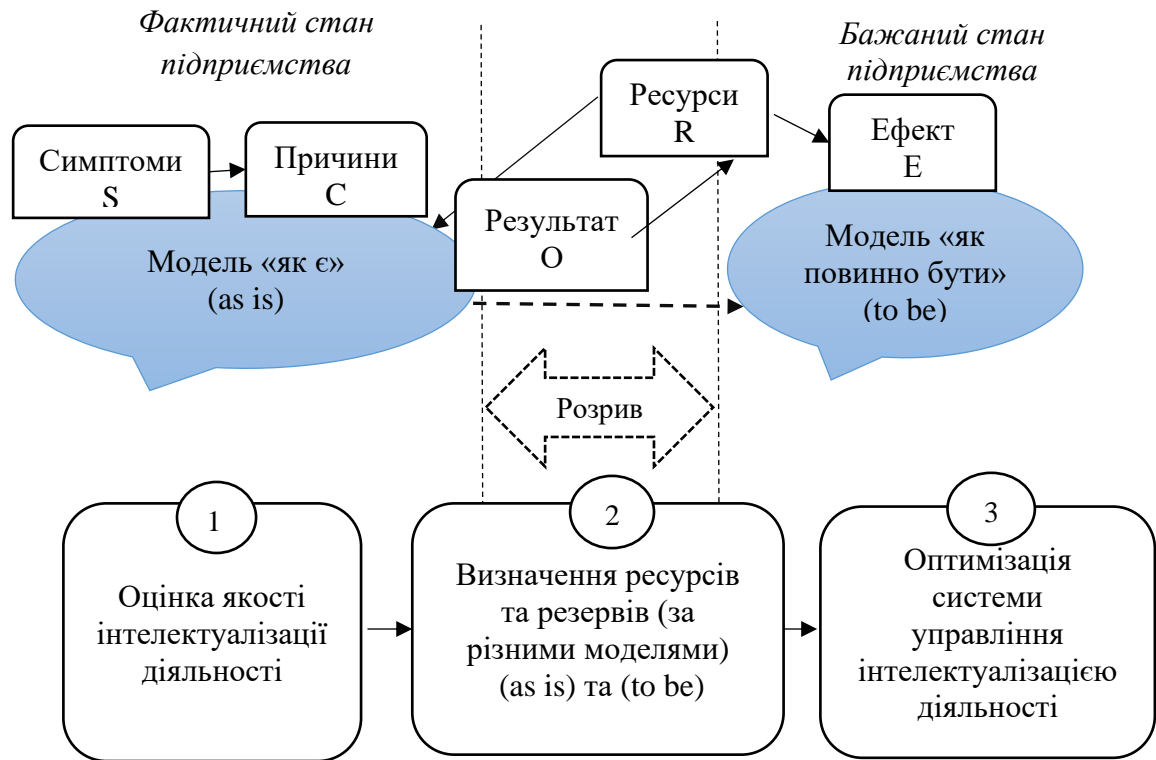 Фактичний стан
підприємства
Бажаний стан
підприємства
Ресурси
R
Ефект
E
Симптоми
S
Причини
C
Результат
O
Модель «як є»
(as is)
Модель «як
повинно бути»
(to be)
Розрив
1
Оцінка якості
інтелектуалізації
діяльності
2
Визначення ресурсів
та резервів (за
різними моделями)
(as is) та (to be)
3
Оптимізація
системи
управління
інтелектуалізацією
діяльності